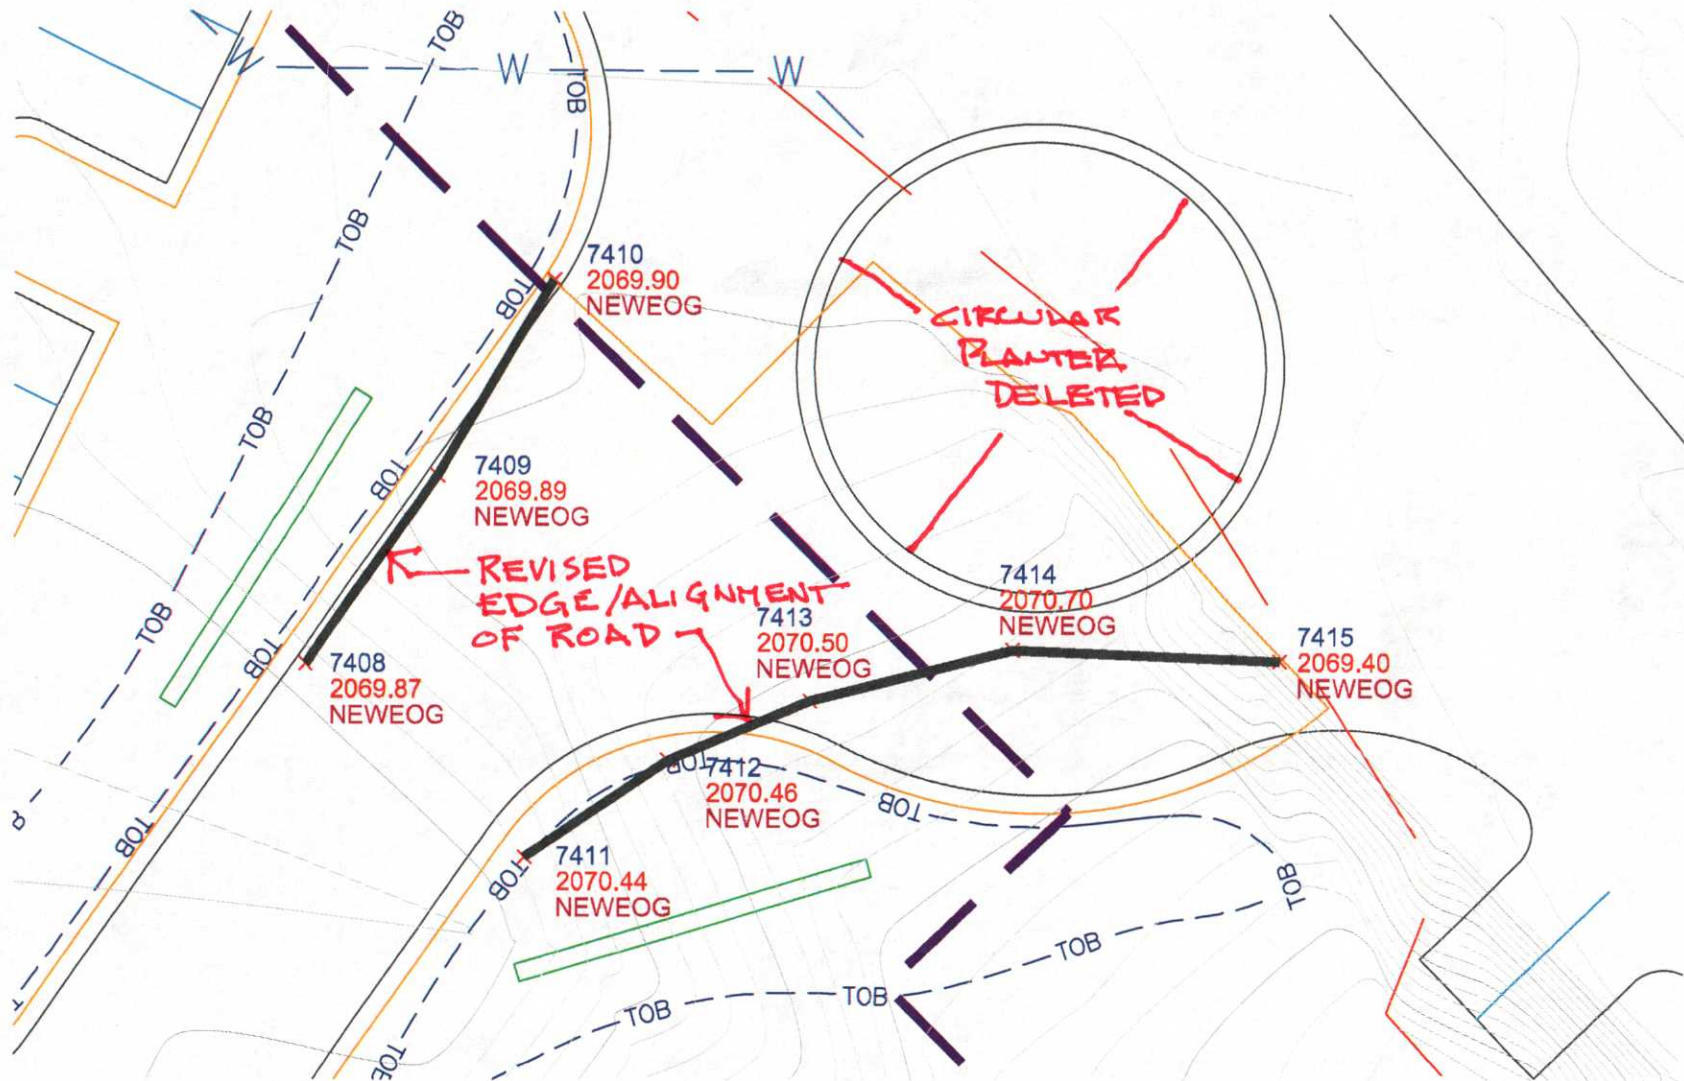 TOB
W
W
W
TOB
TOB
7410
2069.90
NEWEOG
TOB
CIRCULAR
PLANTER
DELETED
TOB
7409
2069.89
NEWEOG
TOB
REVISED
EDGE/ALIGNMENT
OF ROAD
7414
2070.70
NEWEOG
7413
2070.50
NEWEOG
TOB
7415
2069.40
NEWEOG
TOB
7408
2069.87
NEWEOG
TOB
7412
2070.46
NEWEOG
TOB
TOB
7411
2070.44
NEWEOG
TOB
TOB
TOB
TOB
TOB
TOB